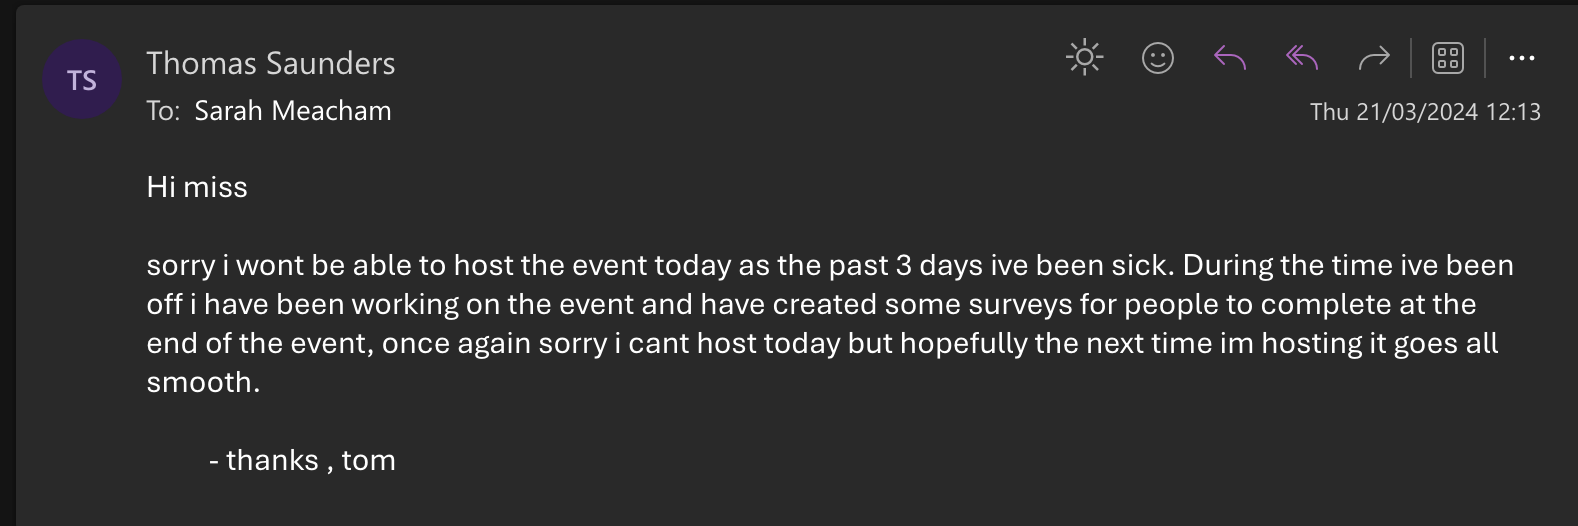 Thomas Saunders
TS
To: Sarah Meacham
Thu 21/03/2024 12:13
Hi miss
sorry i wont be able to host the event today as the past 3 days ive been sick. During the time ive been
off i have been working on the event and have created some surveys for people to complete at the
end of the event, once again sorry i cant host today but hopefully the next time im hosting it goes all
smooth.
- thanks , tom